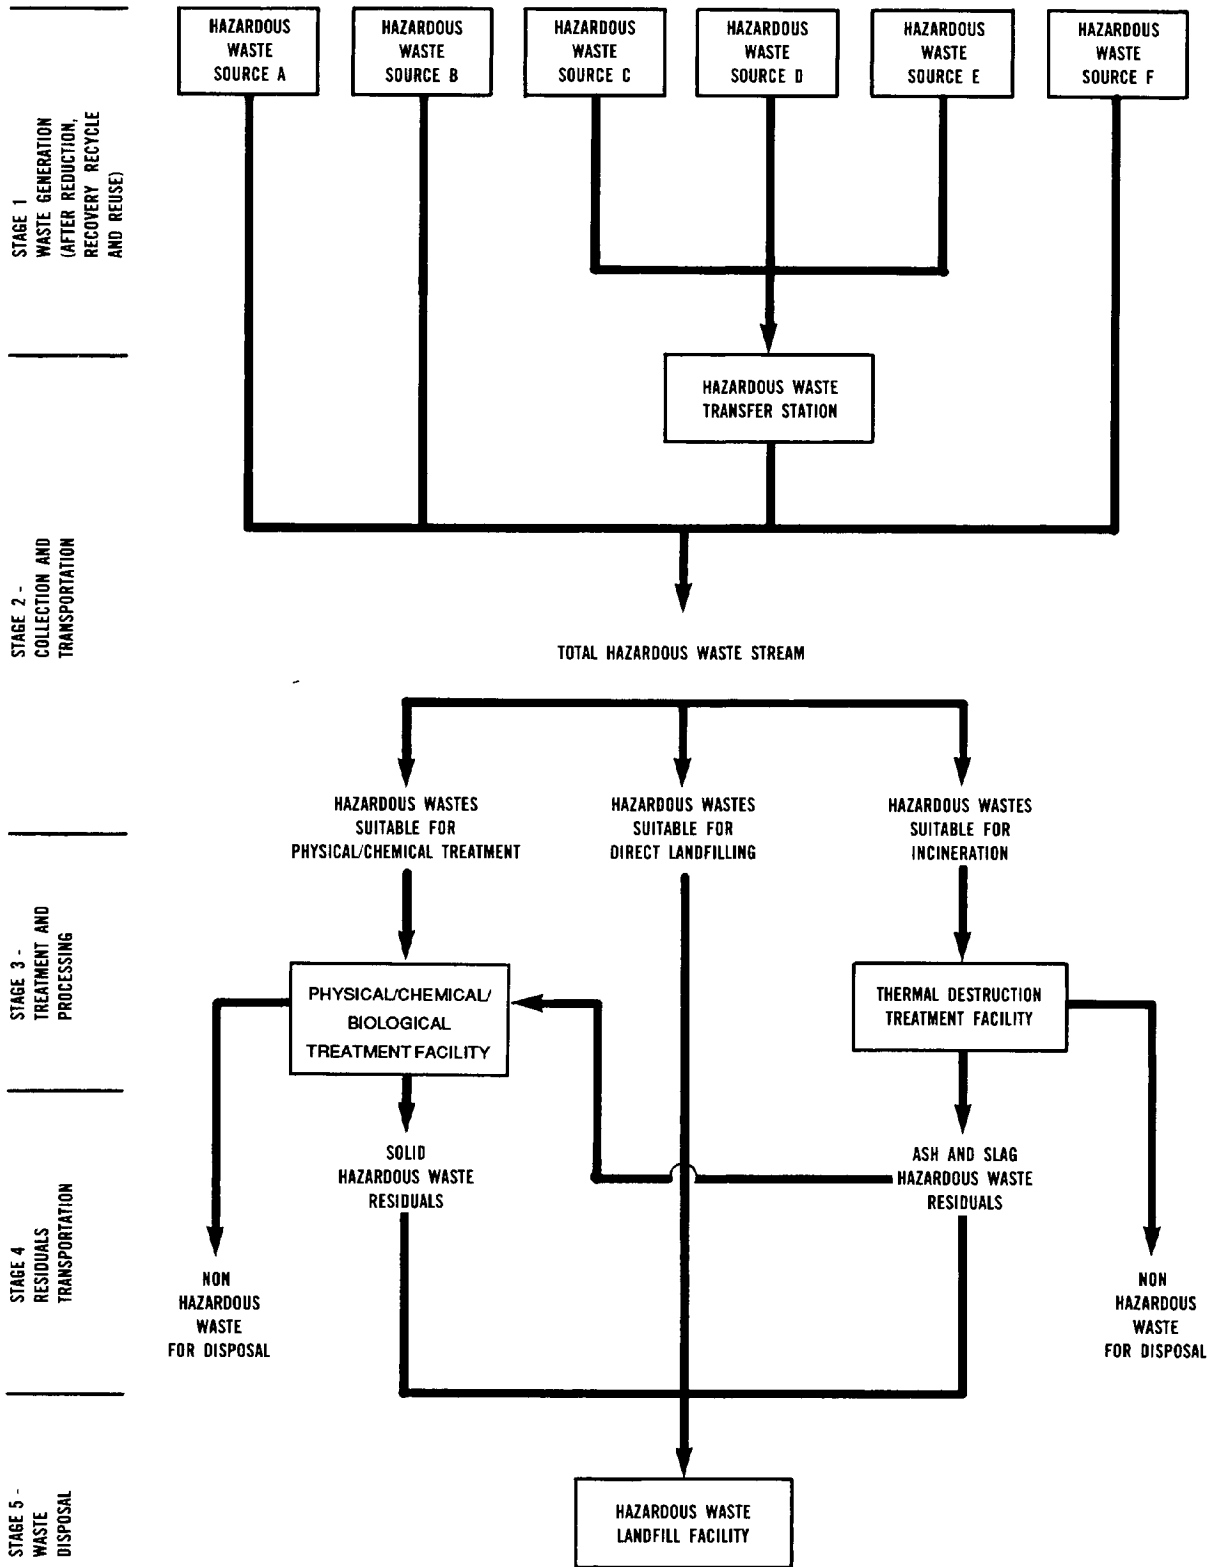 HAZARDOUS
WASTE
SOURCE A
HAZARDOUS
WASTE
SOURCE B
HAZARDOUS
WASTE
SOURCE C
HAZARDOUS
WASTE
SOURCE D
HAZARDOUS
WASTE
SOURCE E
HAZARDOUS
WASTE
SOURCE F
STAGE 1
WASTE GENERATION
(AFTER REDUCTION,
RECOVERY RECYCLE
AND REUSE)
HAZARDOUS WASTE
TRANSFER STATION
STAGE 2 -
COLLECTION AND
TRANSPORTATION
TOTAL HAZARDOUS WASTE STREAM
HAZARDOUS WASTES
SUITABLE FOR
PHYSICAL/CHEMICAL TREATMENT
HAZARDOUS WASTES
SUITABLE FOR
DIRECT LANDFILLING
HAZARDOUS WASTES
SUITABLE FOR
INCINERATION
STAGE 3 -
TREATMENT AND
PROCESSING
PHYSICAL/CHEMICAL/
BIOLOGICAL
TREATMENT FACILITY
THERMAL DESTRUCTION
TREATMENT FACILITY
STAGE 4
RESIDUALS
TRANSPORTATION
SOLID
HAZARDOUS WASTE
RESIDUALS
ASH AND SLAG
HAZARDOUS WASTE
RESIDUALS
NON
HAZARDOUS
WASTE
FOR DISPOSAL
NON
HAZARDOUS
WASTE
FOR DISPOSAL
STAGE 5 -
WASTE
DISPOSAL
HAZARDOUS WASTE
LANDFILL FACILITY